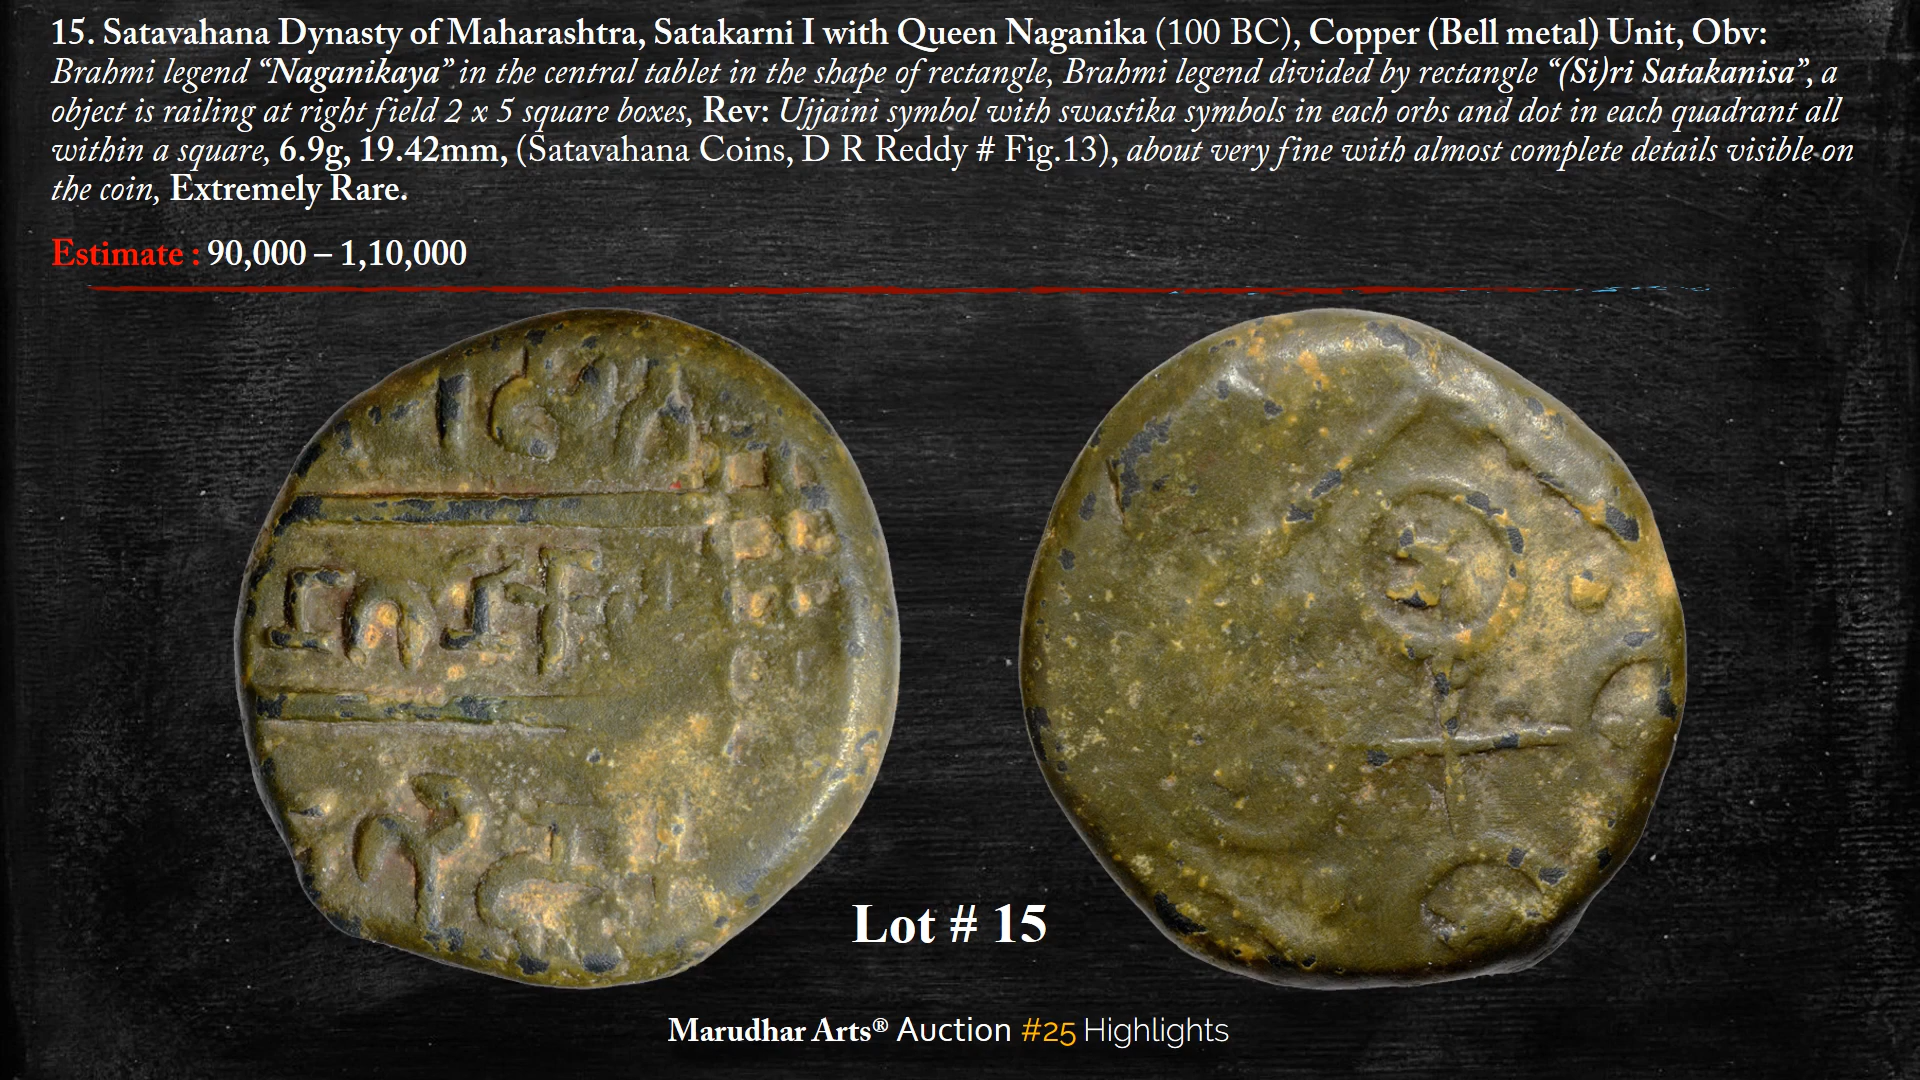 15. Satavahana Dynasty of Maharashtra, Satakarni I with Queen Naganika (100 BC), Copper (Bell metal) Unit, Obv:
Brahmi legend “Naganikaya” in the central tablet in the shape of rectangle, Brahmi legend divided by rectangle “(Si)ri Satakanisa”, a
object is railing at right field 2 x 5 square boxes, Rev: Ujjaini symbol with swastika symbols in each orbs and dot in each quadrant all
within a square, 6.9g, 19.42mm, (Satavahana Coins, D R Reddy # Fig.13), about very fine with almost complete details visible on
the coin, Extremely Rare.
Estimate : 90,000 – 1,10,000
Lot # 15
Marudhar Arts® Auction #25 Highlights